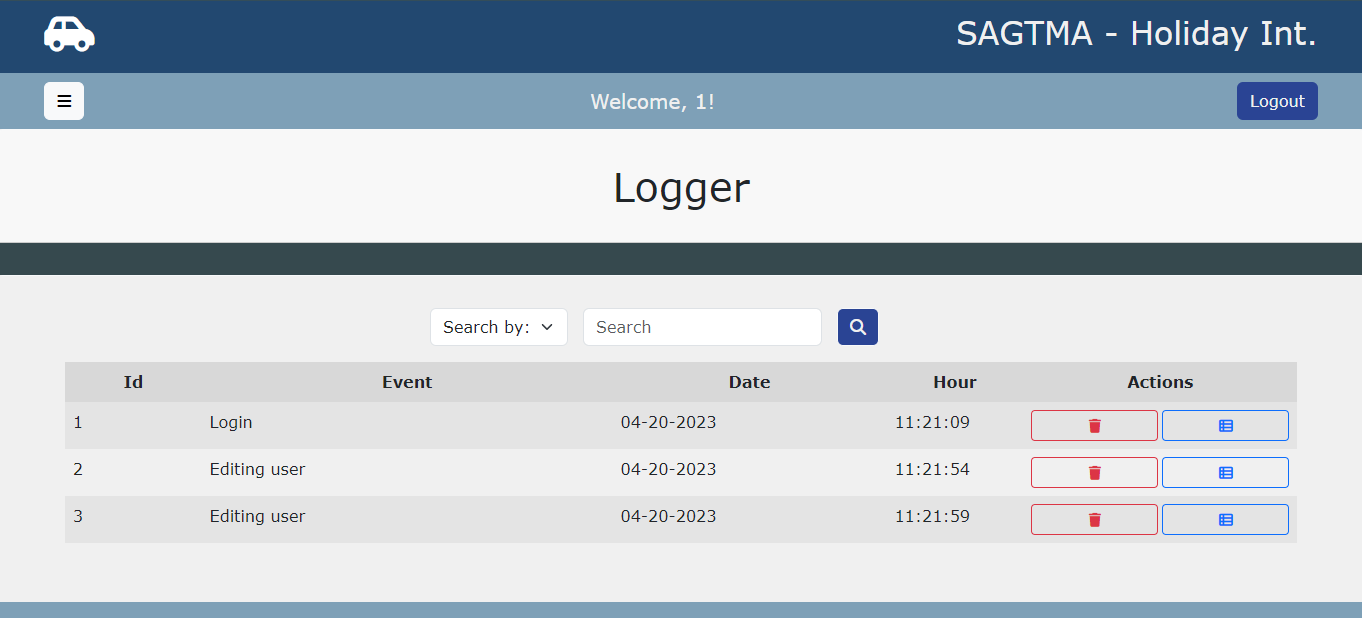 SAGTMA - Holiday Int.
Welcome, 1!
Logout
Logger
Search by: Search
Id Event Date Hour Actions
1 Login 04-20-2023 11:21:09
2 Editing user 04-20-2023 11:21:54
3 Editing user 04-20-2023 11:21:59